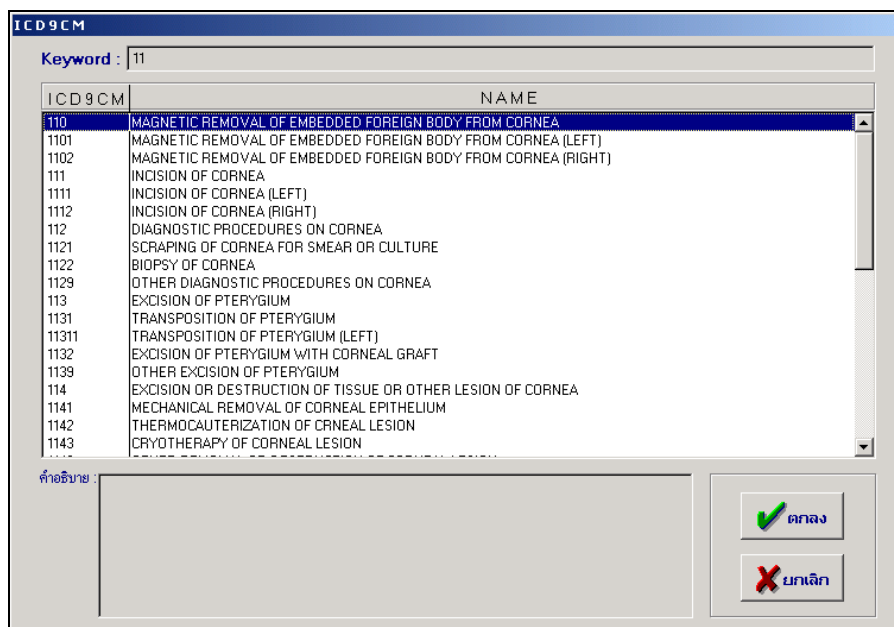 ICD9CM
Keyword : 11
ICD9CM NAME
110 MAGNETIC REMOVAL OF EMBEDDED FOREIGN BODY FROM CORNEA
1101 MAGNETIC REMOVAL OF EMBEDDED FOREIGN BODY FROM CORNEA (LEFT)
1102 MAGNETIC REMOVAL OF EMBEDDED FOREIGN BODY FROM CORNEA (RIGHT)
111 INCISION OF CORNEA
1111 INCISION OF CORNEA (LEFT)
1112 INCISION OF CORNEA (RIGHT)
112 DIAGNOSTIC PROCEDURES ON CORNEA
1121 SCRAPING OF CORNEA FOR SMEAR OR CULTURE
1122 BIOPSY OF CORNEA
1129 OTHER DIAGNOSTIC PROCEDURES ON CORNEA
113 EXCISION OF PTERYGIUM
1131 TRANSPOSITION OF PTERYGIUM
11311 TRANSPOSITION OF PTERYGIUM (LEFT)
1132 EXCISION OF PTERYGIUM WITH CORNEAL GRAFT
1139 OTHER EXCISION OF PTERYGIUM
114 EXCISION OR DESTRUCTION OF TISSUE OR OTHER LESION OF CORNEA
1141 MECHANICAL REMOVAL OF CORNEAL EPITHELIUM
1142 THERMOCAUTERIZATION OF CRNEAL LESION
1143 CRYOTHERAPY OF CORNEAL LESION
คำอธิบาย :
ตกลง
ยกเลิก